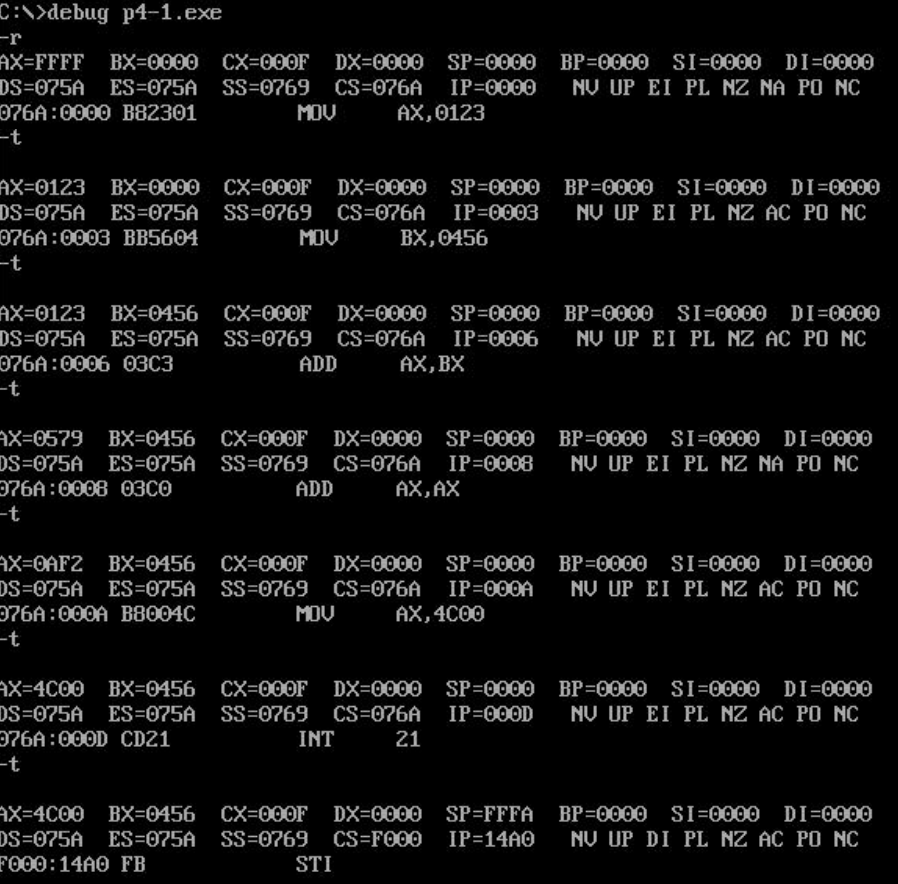 C:\>debug p4-1.exe
-r
AX=FFFF  BX=0000  CX=000F  DX=0000  SP=0000  BP=0000  SI=0000  DI=0000
DS=075A  ES=075A  SS=0769  CS=076A  IP=0000   NV UP EI PL NZ NA PO NC
076A:0000 B82301        MOV     AX,0123
-t
AX=0123  BX=0000  CX=000F  DX=0000  SP=0000  BP=0000  SI=0000  DI=0000
DS=075A  ES=075A  SS=0769  CS=076A  IP=0003   NV UP EI PL NZ AC PO NC
076A:0003 BB5604        MOV     BX,0456
-t
AX=0123  BX=0456  CX=000F  DX=0000  SP=0000  BP=0000  SI=0000  DI=0000
DS=075A  ES=075A  SS=0769  CS=076A  IP=0006   NV UP EI PL NZ AC PO NC
076A:0006 03C3          ADD     AX,BX
-t
AX=0579  BX=0456  CX=000F  DX=0000  SP=0000  BP=0000  SI=0000  DI=0000
DS=075A  ES=075A  SS=0769  CS=076A  IP=0008   NV UP EI PL NZ NA PO NC
076A:0008 03C0          ADD     AX,AX
-t
AX=0AF2  BX=0456  CX=000F  DX=0000  SP=0000  BP=0000  SI=0000  DI=0000
DS=075A  ES=075A  SS=0769  CS=076A  IP=000A   NV UP EI PL NZ AC PO NC
076A:000A B8004C        MOV     AX,4C00
-t
AX=4C00  BX=0456  CX=000F  DX=0000  SP=0000  BP=0000  SI=0000  DI=0000
DS=075A  ES=075A  SS=0769  CS=076A  IP=000D   NV UP EI PL NZ AC PO NC
076A:000D CD21          INT     21
-t
AX=4C00  BX=0456  CX=000F  DX=0000  SP=FFFA  BP=0000  SI=0000  DI=0000
DS=075A  ES=075A  SS=0769  CS=F000  IP=14A0   NV UP DI PL NZ AC PO NC
F000:14A0 FB            STI